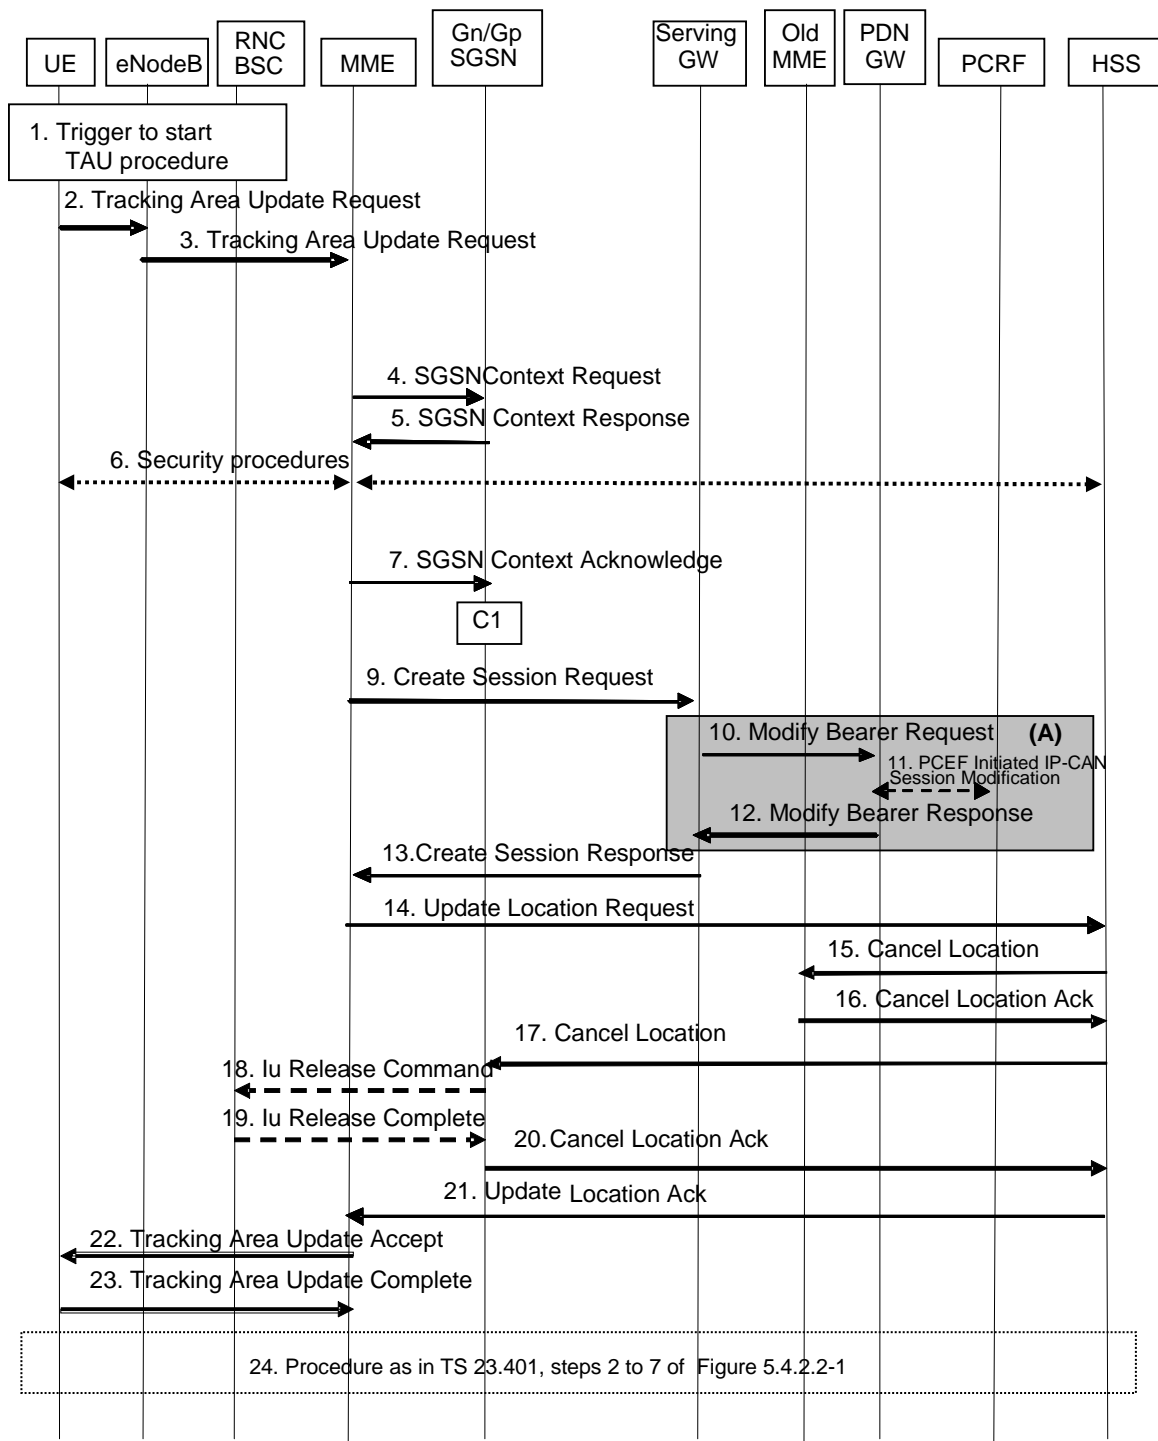 UE
eNodeB
RNC
BSC
MME
Gn/Gp
SGSN
Serving
GW
Old
MME
PDN
GW
PCRF
HSS
1. Trigger to start
TAU procedure
2. Tracking Area Update Request
3. Tracking Area Update Request
4. SGSNContext Request
5. SGSN Context Response
6. Security procedures
7. SGSN Context Acknowledge
C1
9. Create Session Request
10. Modify Bearer Request (A)
11. PCEF Initiated IP-CAN
Session Modification
12. Modify Bearer Response
13.Create Session Response
14. Update Location Request
15. Cancel Location
16. Cancel Location Ack
17. Cancel Location
18. Iu Release Command
19. Iu Release Complete
20.Cancel Location Ack
21. Update Location Ack
22. Tracking Area Update Accept
23. Tracking Area Update Complete
24. Procedure as in TS 23.401, steps 2 to 7 of Figure 5.4.2.2-1